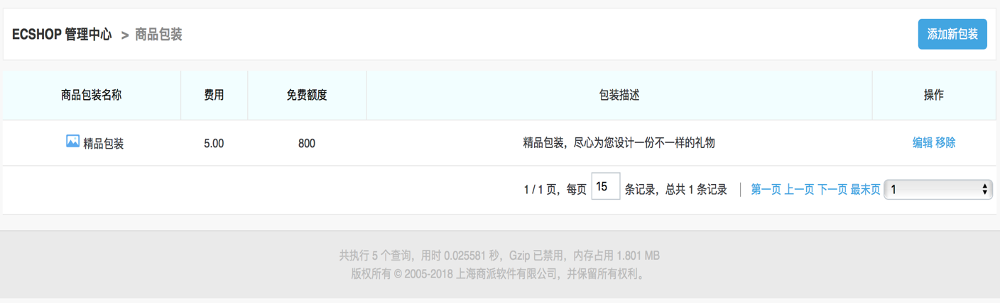 ECSHOP 管理中心 > 商品包装 添加新包装
商品包装名称 费用 免费额度 包装描述 操作
精品包装 5.00 800 精品包装，尽心为您设计一份不一样的礼物 编辑 移除
1 / 1 页，每页 15 条记录，总共 1 条记录 | 第一页 上一页 下一页 最末页 1
共执行 5 个查询，用时 0.025581 秒，Gzip 已禁用，内存占用 1.801 MB
版权所有 © 2005-2018 上海商派软件有限公司，并保留所有权利。